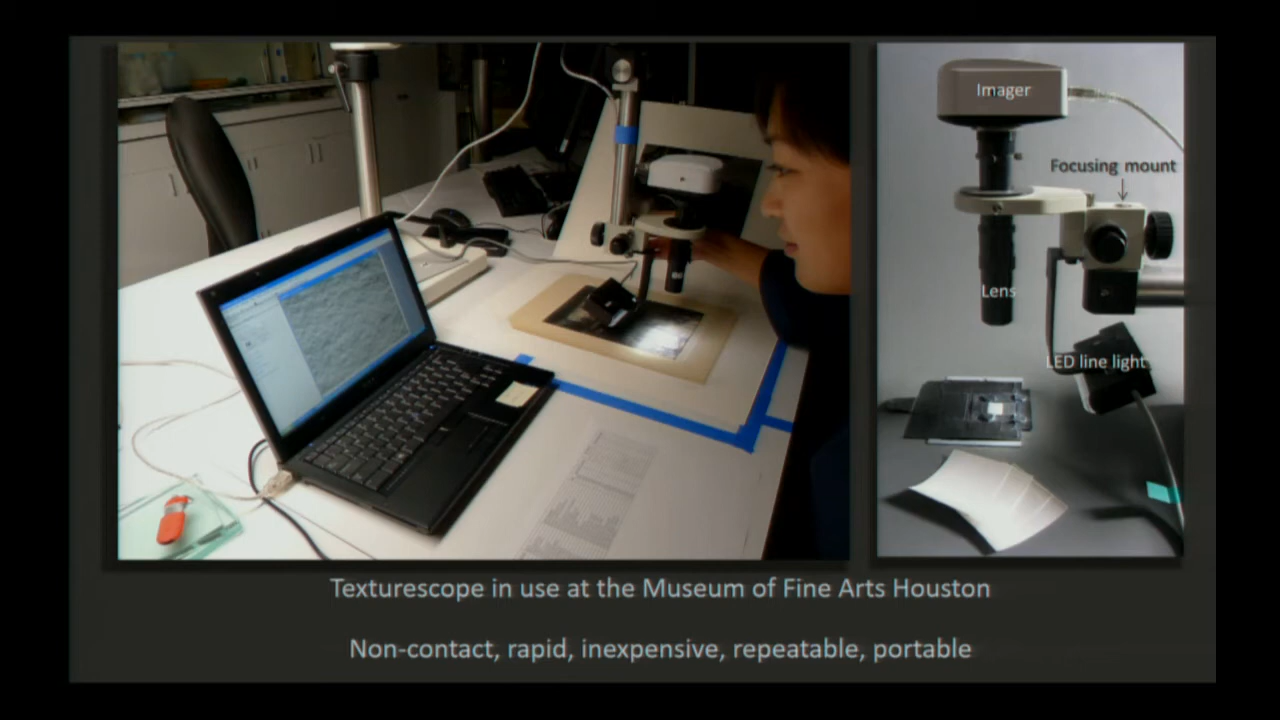 Imager
Focusing mount
Lens
LED line light
Texturescope in use at the Museum of Fine Arts Houston
Non-contact, rapid, inexpensive, repeatable, portable